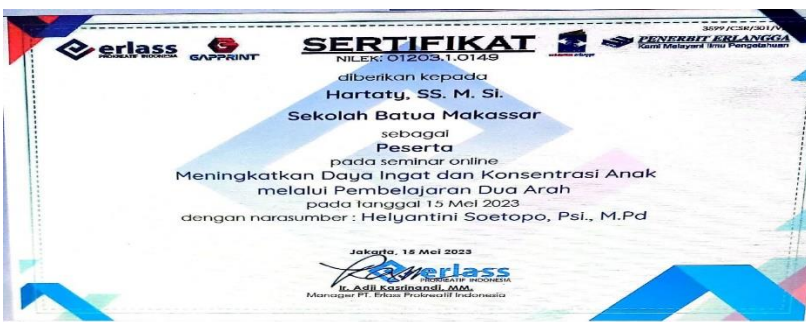 erlass
PROKREATIF INDONESIA
GAPPRINT
SERTIFIKAT
NILEK: 01203.1.0149
PENERBIT ERLANGGA
Kami Melayani Ilmu Pengetahuan
diberikan kepada
Hartaty, SS. M. Si.
Sekolah Batua Makassar
sebagai
Peserta
pada seminar online
Meningkatkan Daya Ingat dan Konsentrasi Anak
melalui Pembelajaran Dua Arah
pada tanggal 15 Mei 2023
dengan narasumber : Helyantini Soetopo, Psi., M.Pd
Jakarta, 15 Mei 2023
erlass
PROKREATIF INDONESIA
Ir. Adji Kasrinandi, MM.
Manager PT. Erlass Prokreatif Indonesia